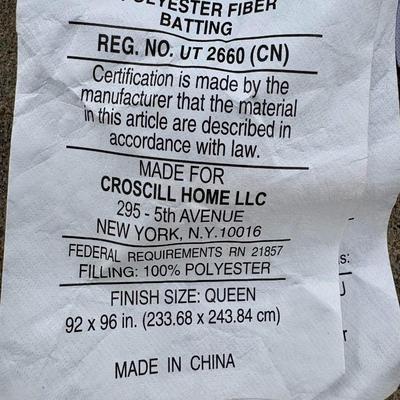 POLYESTER FIBER
BATTING
REG. NO. UT 2660 (CN)
Certification is made by the
manufacturer that the material
in this article are described in
accordance with law.
MADE FOR
CROSCILL HOME LLC
295 - 5th AVENUE
NEW YORK, N.Y.10016
FEDERAL REQUIREMENTS RN 21857
FILLING: 100% POLYESTER
FINISH SIZE: QUEEN
92 x 96 in. (233.68 x 243.84 cm)
MADE IN CHINA